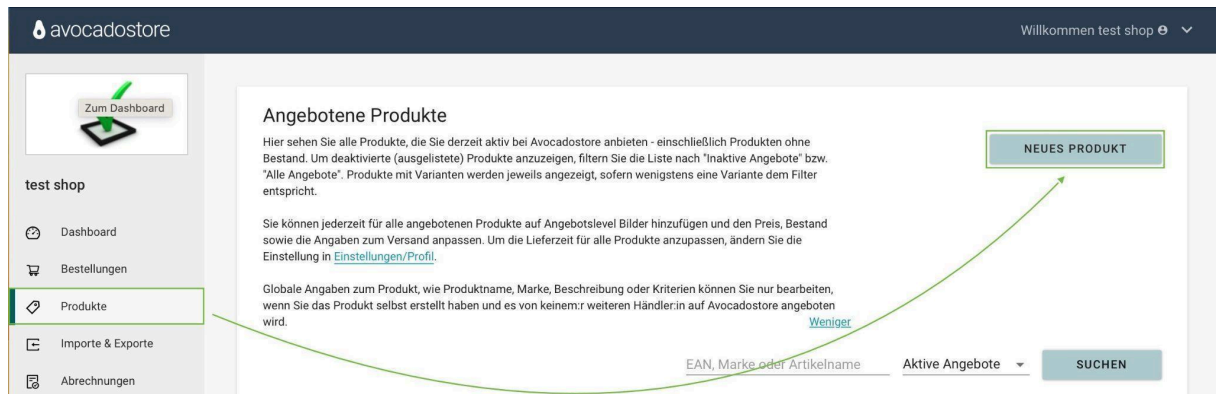 avocadostore
Willkommen test shop
Zum Dashboard
test shop
Dashboard
Bestellungen
Produkte
Importe & Exporte
Abrechnungen
Angebotene Produkte
Hier sehen Sie alle Produkte, die Sie derzeit aktiv bei Avocadostore anbieten - einschließlich Produkten ohne
Bestand. Um deaktivierte (ausgelistete) Produkte anzuzeigen, filtern Sie die Liste nach "Inaktive Angebote" bzw.
"Alle Angebote". Produkte mit Varianten werden jeweils angezeigt, sofern wenigstens eine Variante dem Filter
entspricht.
NEUES PRODUKT
Sie können jederzeit für alle angebotenen Produkte auf Angebotslevel Bilder hinzufügen und den Preis, Bestand
sowie die Angaben zum Versand anpassen. Um die Lieferzeit für alle Produkte anzupassen, ändern Sie die
Einstellung in Einstellungen/Profil.
Globale Angaben zum Produkt, wie Produktname, Marke, Beschreibung oder Kriterien können Sie nur bearbeiten,
wenn Sie das Produkt selbst erstellt haben und es von keinem:r weiteren Händler:in auf Avocadostore angeboten
wird.
Weniger
EAN, Marke oder Artikelname
Aktive Angebote
SUCHEN